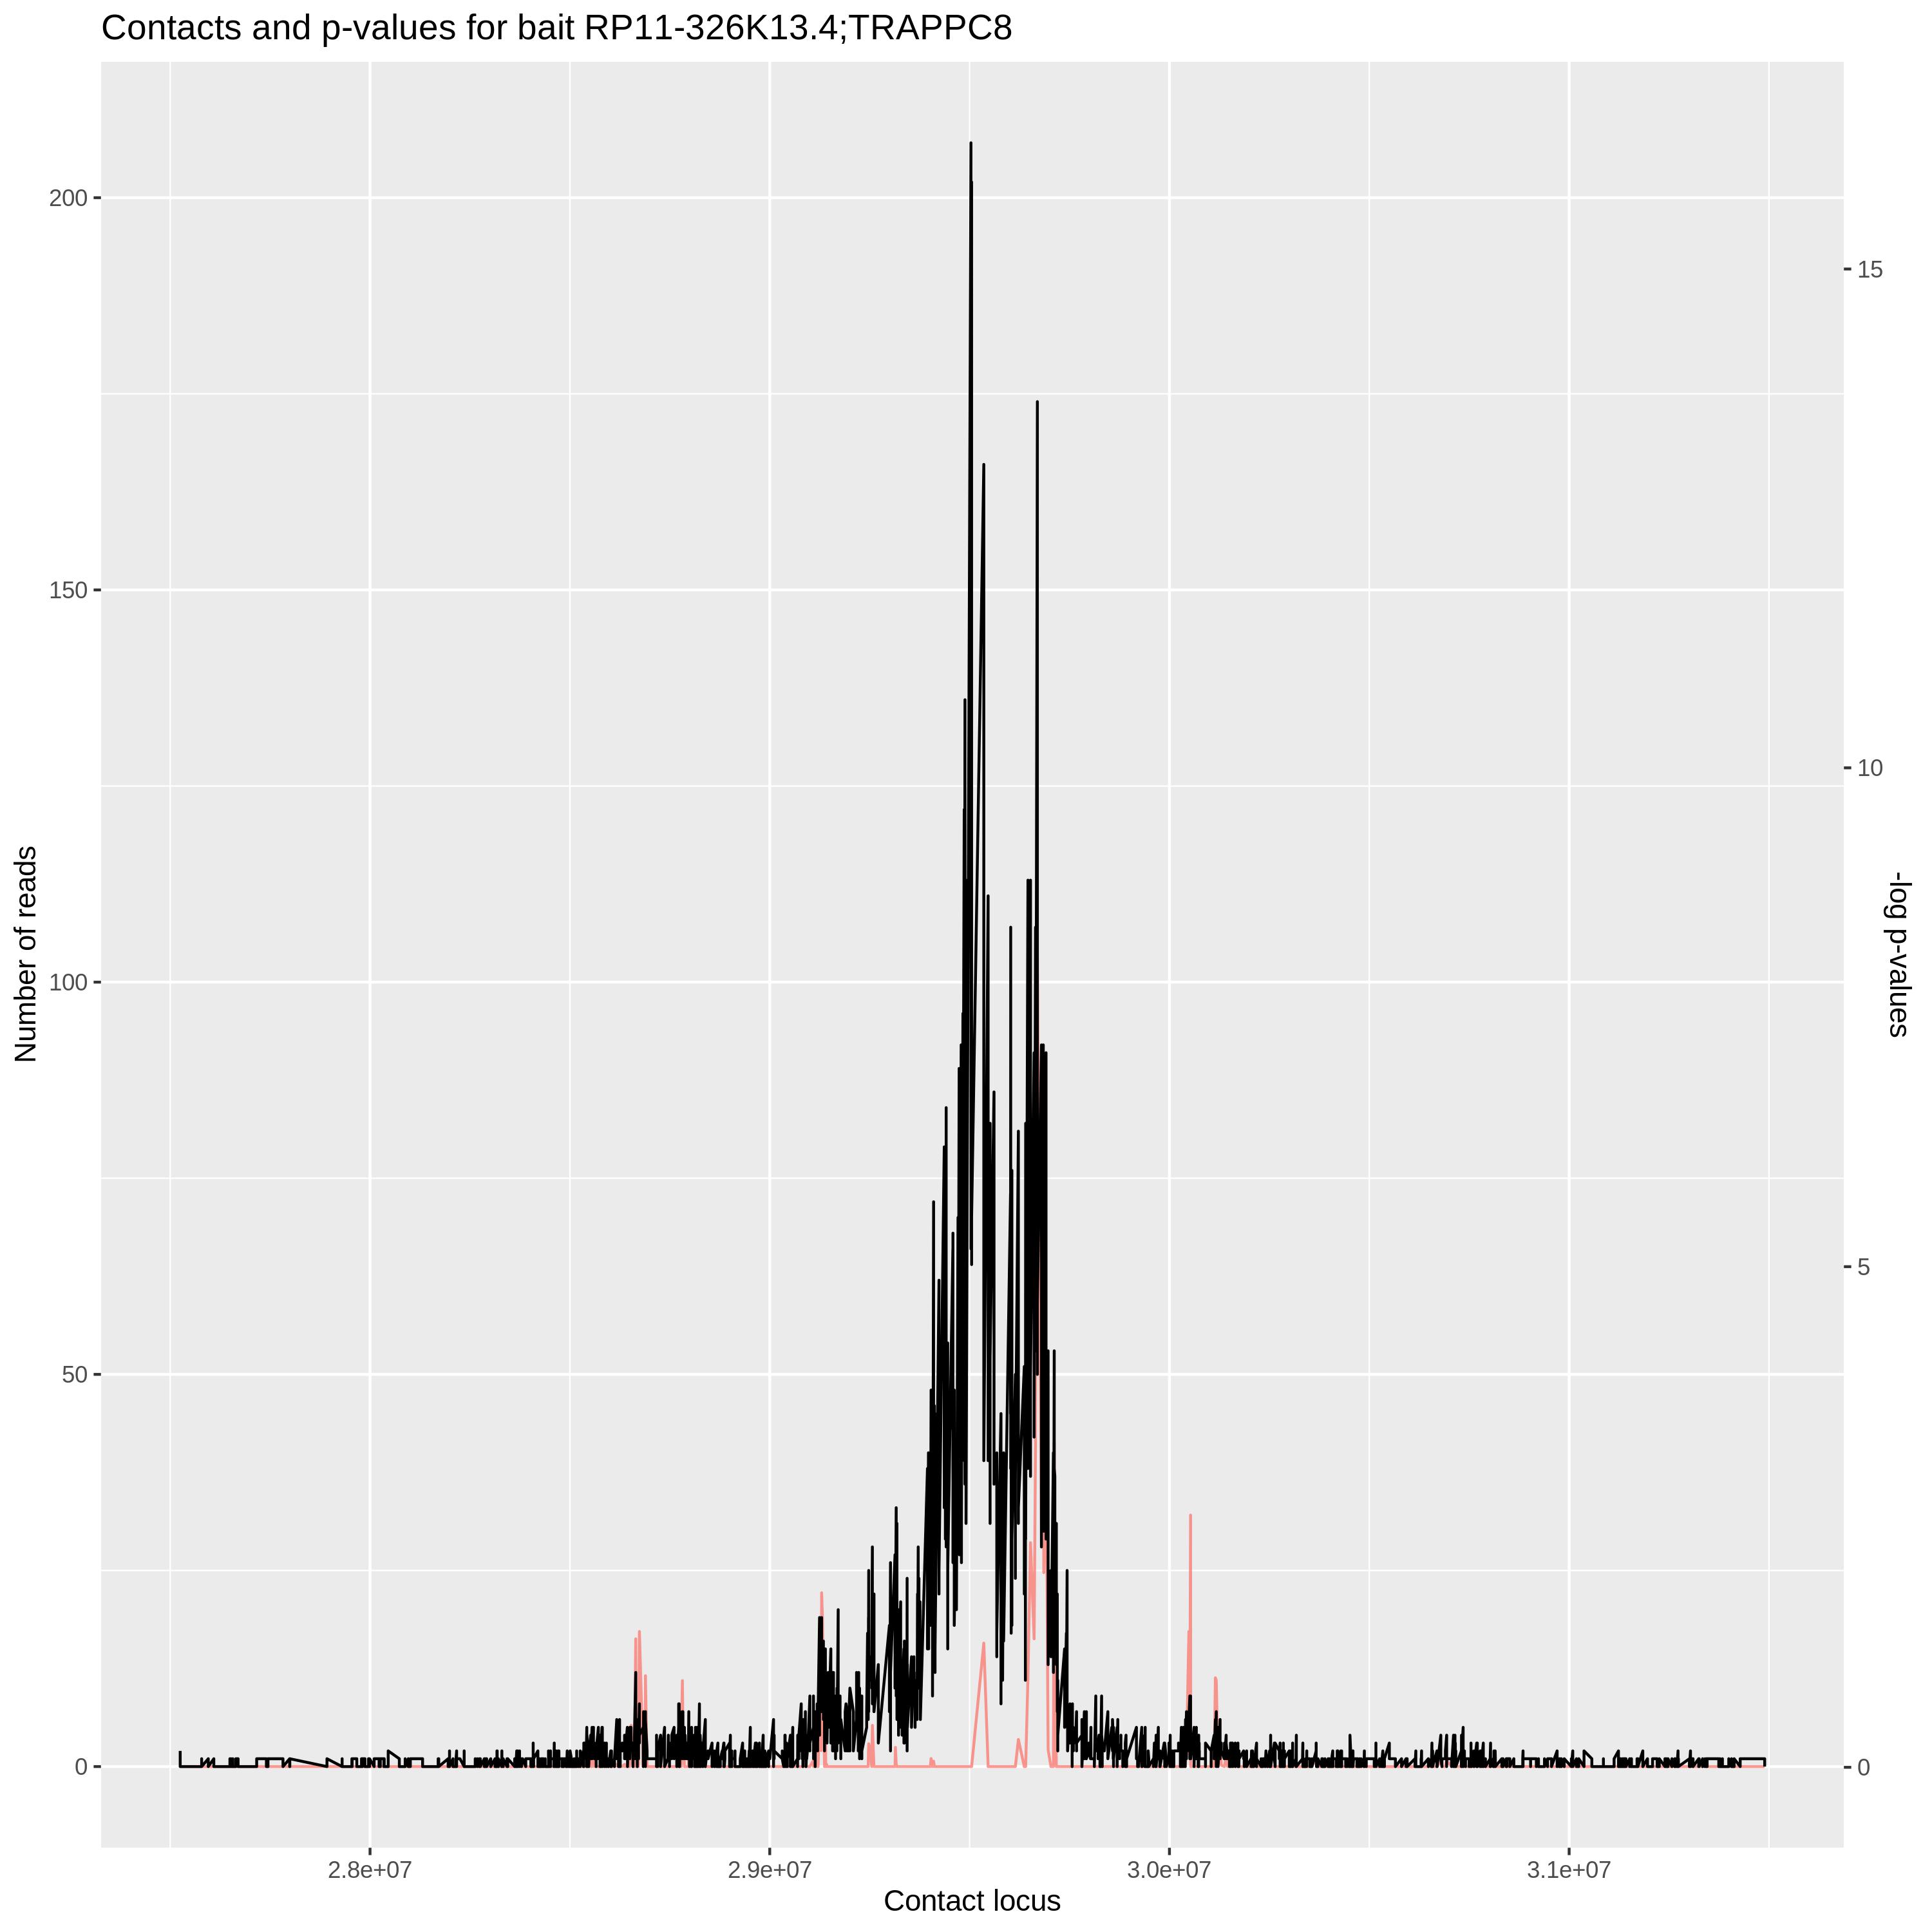 Contacts and p-values for bait RP11-326K13.4;TRAPPC8
Number of reads
200
150
100
50
0
15
10
5
0
-log p-values
2.8e+07
2.9e+07
3.0e+07
3.1e+07
Contact locus